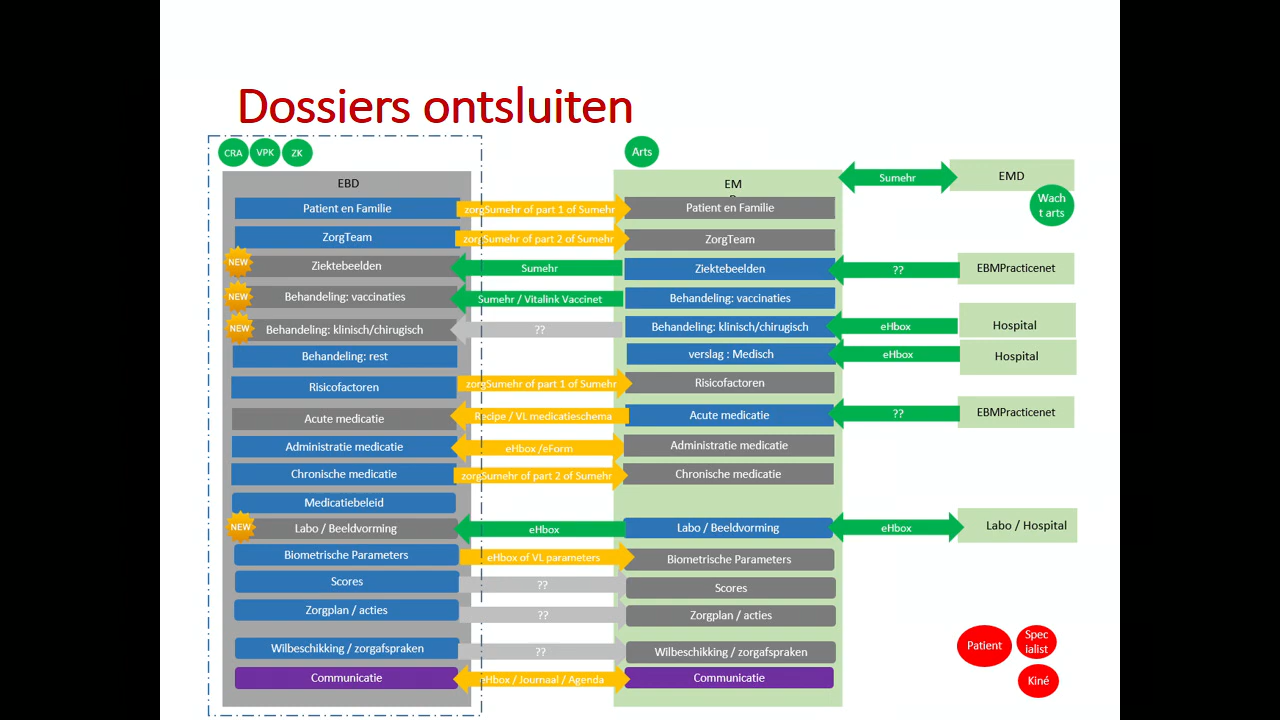 Dossiers ontsluiten
CRA VPK ZK
Arts
EBD
EM
Sumehr
EMD
Wach
t arts
Patient en Familie
zorgSumehr of part 1 of Sumehr
Patient en Familie
ZorgTeam
zorgSumehr of part 2 of Sumehr
ZorgTeam
NEW
Ziektebeelden
Sumehr
Ziektebeelden
??
EBMPracticenet
NEW
Behandeling: vaccinaties
Sumehr / Vitalink Vaccinet
Behandeling: vaccinaties
NEW
Behandeling: klinisch/chirugisch
??
Behandeling: klinisch/chirugisch
eHbox
Hospital
Behandeling: rest
verslag : Medisch
eHbox
Hospital
Risicofactoren
zorgSumehr of part 1 of Sumehr
Risicofactoren
Acute medicatie
Recipe / VL medicatieschema
Acute medicatie
??
EBMPracticenet
Administratie medicatie
eHbox /eForm
Administratie medicatie
Chronische medicatie
zorgSumehr of part 2 of Sumehr
Chronische medicatie
Medicatiebeleid
NEW
Labo / Beeldvorming
eHbox
Labo / Beeldvorming
eHbox
Labo / Hospital
Biometrische Parameters
eHbox of VL parameters
Biometrische Parameters
Scores
??
Scores
Zorgplan / acties
??
Zorgplan / acties
Wilbeschikking / zorgafspraken
??
Wilbeschikking / zorgafspraken
Communicatie
eHbox / Journaal / Agenda
Communicatie
Patient
Spec
ialist
Kiné